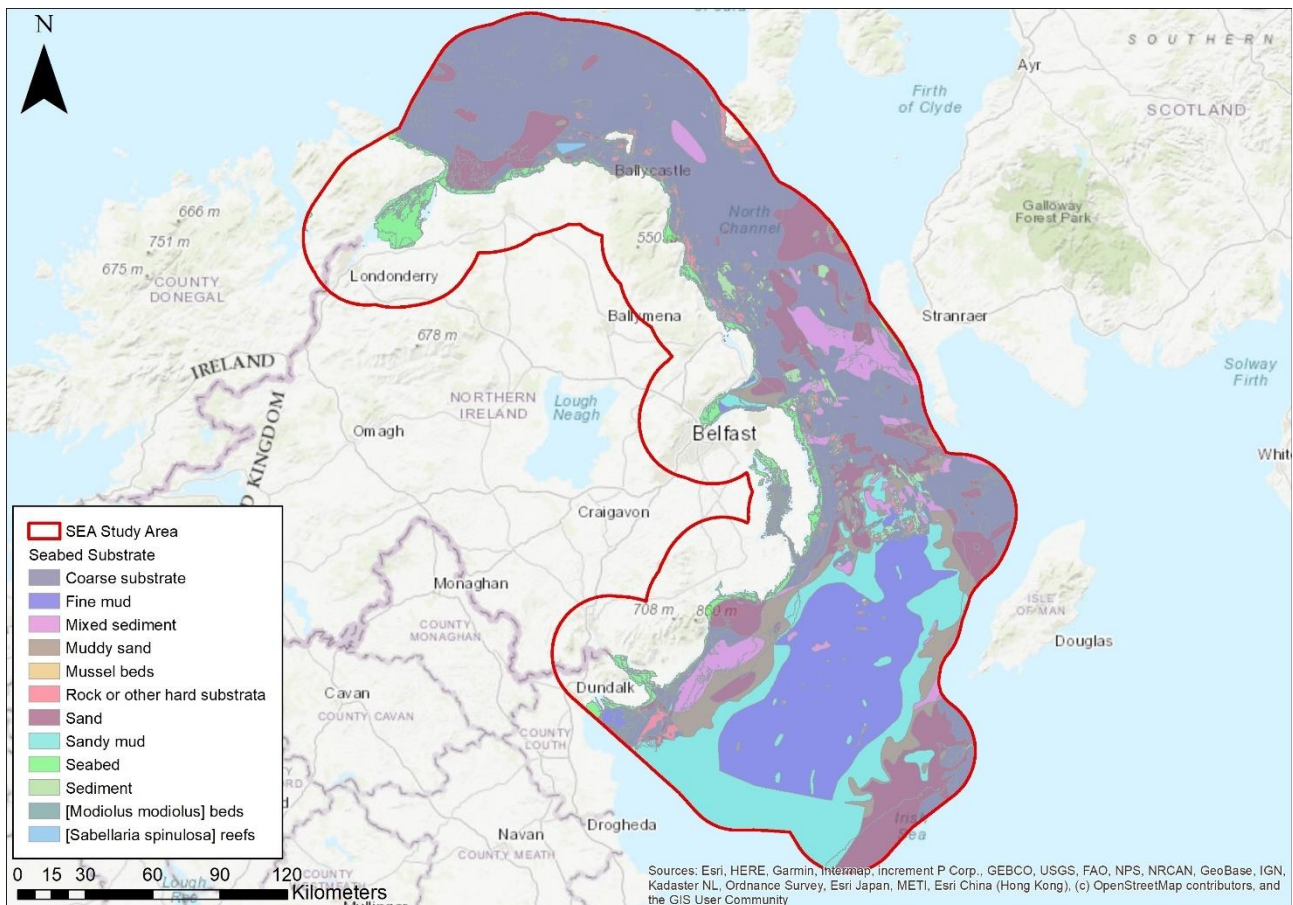 N
SOUTHERN
Ayr
Firth
of Clyde
SCOTLAND
Ballycastle
666 m
751 m
675 m
COUNTY
DONEGAL
550
North
Channel
Galloway
Forest Park
Londonderry
Stranraer
Ballymena
678 m
IRELAND
Solway
Firth
NORTHERN
IRELAND
Lough
Neagh
Omagh
Belfast
KINGDOM
Craigavon
Monaghan
COUNTY
MONAGHAN
708 m
ISLE
OF MAN
Douglas
Dundalk
Cavan
COUNTY CAVAN
COUNTY
LOUTH
Drogheda
Navan
COUNTY MEATH
Irish
Sea
SEA Study Area
Seabed Substrate
Coarse substrate
Fine mud
Mixed sediment
Muddy sand
Mussel beds
Rock or other hard substrata
Sand
Sandy mud
Seabed
Sediment
[Modiolus modiolus] beds
[Sabellaria spinulosa] reefs
0 15 30 60 90 120
Kilometers
Sources: Esri, HERE, Garmin, Intermap, increment P Corp., GEBCO, USGS, FAO, NPS, NRCAN, GeoBase, IGN,
Kadaster NL, Ordnance Survey, Esri Japan, METI, Esri China (Hong Kong), (c) OpenStreetMap contributors, and
the GIS User Community